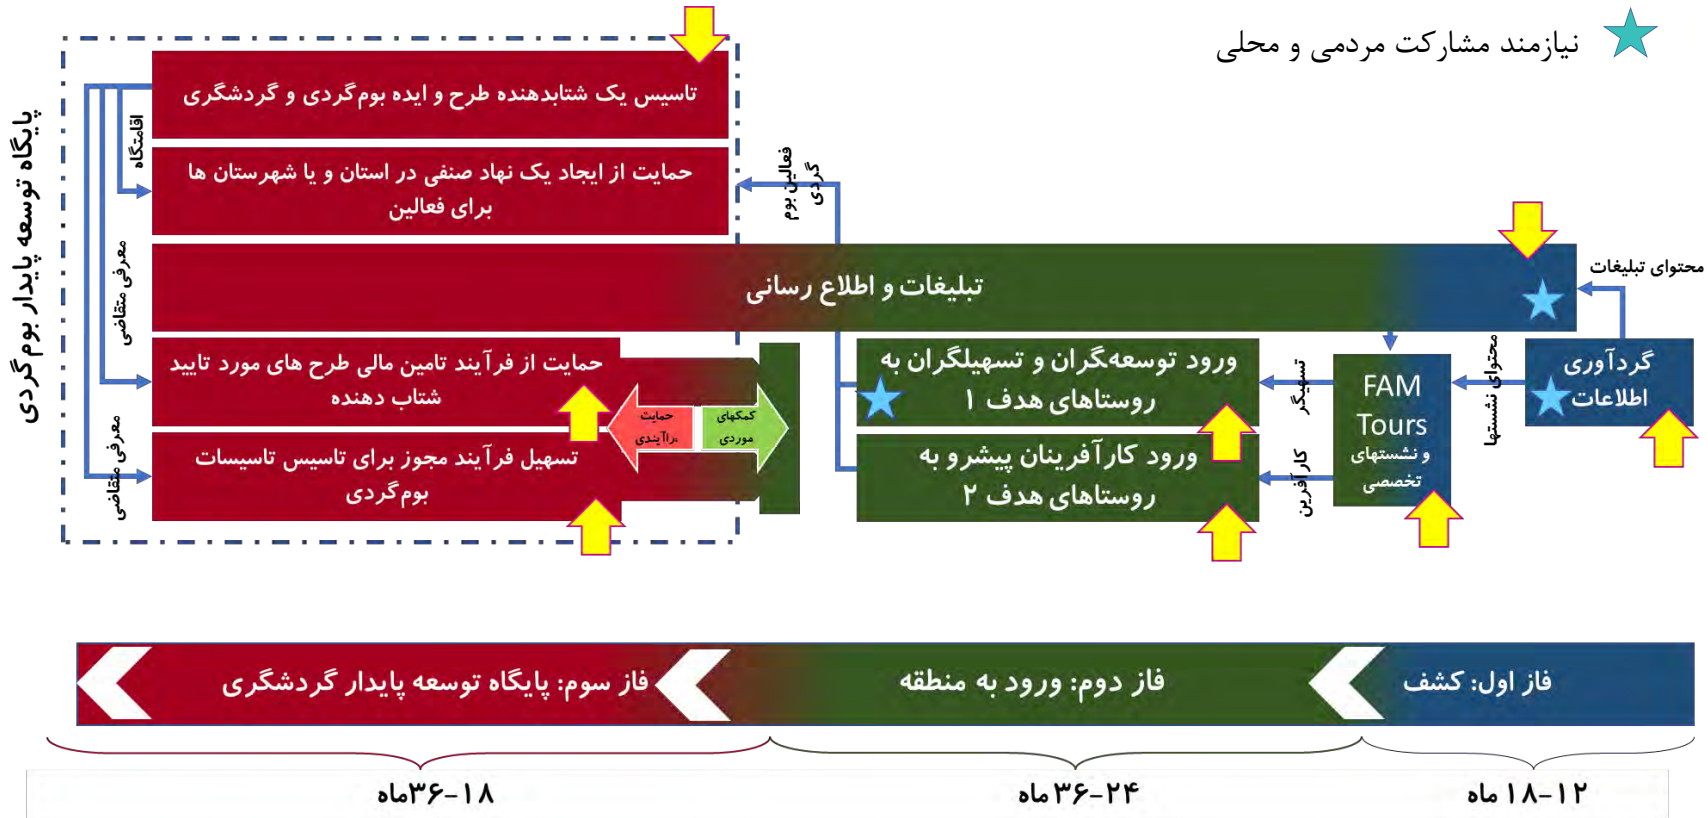 نیازمند مشارکت مردمی و محلی
پایگاه توسعه پایدار بوم‌گردی
تاسیس یک شتابدهنده طرح و ایده بوم‌گردی و گردشگری
اقامتگاه
حمایت از ایجاد یک نهاد صنفی در استان و یا شهرستان ها
برای فعالین
فعالین بوم
گردی
تبلیغات و اطلاع رسانی
محتوای تبلیغات
معرفی متقاضی
حمایت از فرآیند تامین مالی طرح های مورد تایید
شتاب دهنده
معرفی متقاضی
تسهیل فرآیند مجوز برای تاسیس تاسیسات
بوم‌گردی
حمایت
.راآیندی
کمکهای
موردی
ورود توسعه‌گران و تسهیلگران به
روستاهای هدف ۱
ورود کارآفرینان پیشرو به
روستاهای هدف ۲
تسهیگر
کارآفرین
FAM
Tours
و نشستهای
تخصصی
محتوای نشستها
گردآوری
اطلاعات
فاز اول: کشف
فاز دوم: ورود به منطقه
فاز سوم: پایگاه توسعه پایدار گردشگری
۱۲-۱۸ ماه
۲۴-۳۶ ماه
۱۸-۳۶ماه